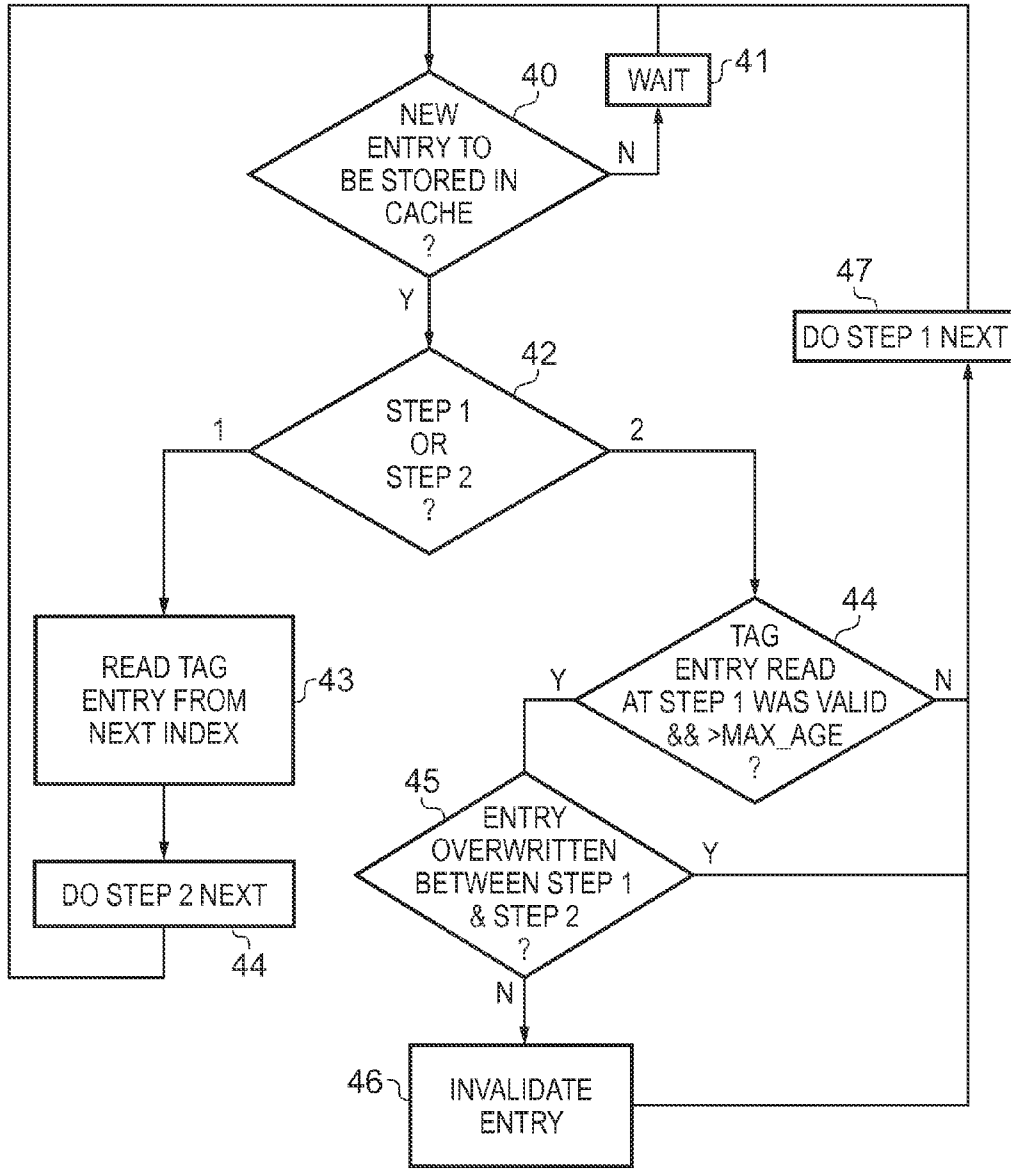 40
NEW
ENTRY TO
BE STORED IN
CACHE
?
N
WAIT
41
Y
42
STEP 1
OR
STEP 2
?
1
2
47
DO STEP 1 NEXT
READ TAG
ENTRY FROM
NEXT INDEX
43
DO STEP 2 NEXT
44
44
TAG
ENTRY READ
AT STEP 1 WAS VALID
&& >MAX_AGE
?
Y
N
45
ENTRY
OVERWRITTEN
BETWEEN STEP 1
& STEP 2
?
Y
N
46
INVALIDATE
ENTRY